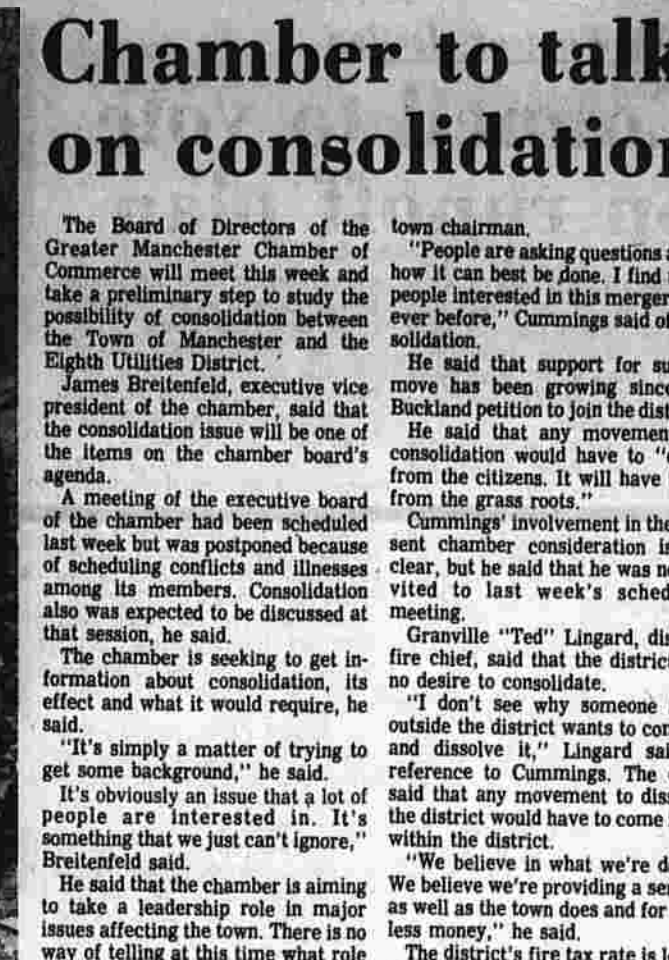 Chamber to talk
on consolidation
The Board of Directors of the
Greater Manchester Chamber of
Commerce will meet this week and
take a preliminary step to study the
possibility of consolidation between
the Town of Manchester and the
Eighth Utilities District.
James Breitenfeld, executive vice
president of the chamber, said that
the consolidation issue will be one of
the items on the chamber board's
agenda.
A meeting of the executive board
of the chamber had been scheduled
last week but was postponed because
of scheduling conflicts and illnesses
among its members. Consolidation
also was expected to be discussed at
that session, he said.
The chamber is seeking to get in-
formation about consolidation, its
effect and what it would require, he
said.
"It's simply a matter of trying to
get some background," he said.
It's obviously an issue that a lot of
people are interested in. It's
something that we just can't ignore,"
Breitenfeld said.
He said that the chamber is aiming
to take a leadership role in major
issues affecting the town. There is no
way of telling at this time what role
town chairman.
"People are asking questions
how it can best be done. I find
people interested in this merger
ever before," Cummings said of
solidation.
He said that support for su
move has been growing since
Buckland petition to join the dist
He said that any movemen
consolidation would have to
from the citizens. It will have
from the grass roots."
Cummings' involvement in the
sent chamber consideration is
clear, but he said that he was no
vited to last week's sched
meeting.
Granville "Ted" Lingard, dis
fire chief, said that the district
no desire to consolidate.
"I don't see why someone
outside the district wants to co
and dissolve it," Lingard sai
reference to Cummings. The
said that any movement to diss
the district would have to come
within the district.
"We believe in what we're d
We believe we're providing a se
as well as the town does and for
less money," he said.
The district's fire tax rate is